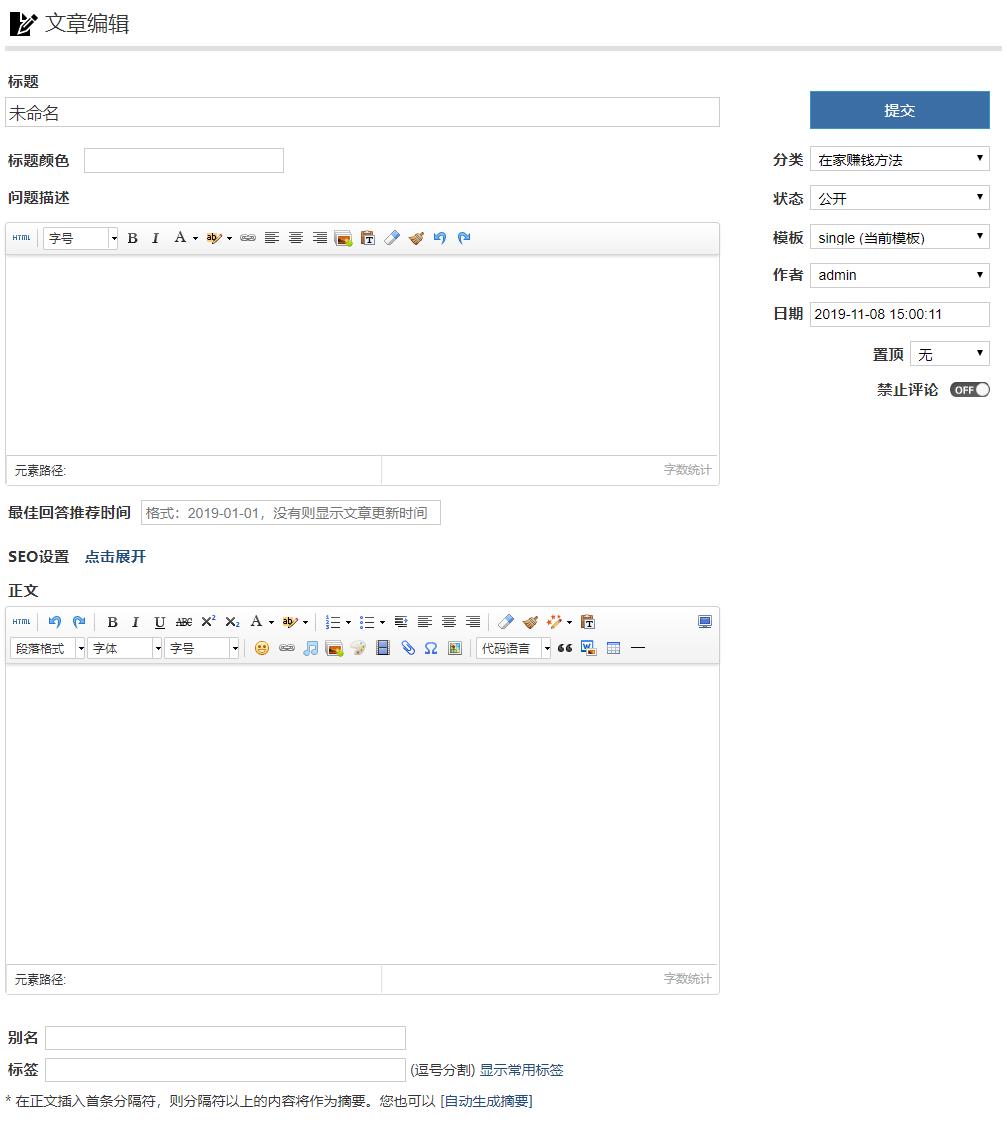 文章编辑
标题
未命名
标题颜色
问题描述
HTML 字号 B I A ab
元素路径: 字数统计
最佳回答推荐时间 格式：2019-01-01，没有则显示文章更新时间
SEO设置 点击展开
正文
HTML B I U ABC X² X₂ A ab
段落格式 字体 字号 Ω 代码语言
元素路径: 字数统计
别名
标签 (逗号分割) 显示常用标签
* 在正文插入首条分隔符，则分隔符以上的内容将作为摘要。您也可以 [自动生成摘要]
提交
分类 在家赚钱方法
状态 公开
模板 single (当前模板)
作者 admin
日期 2019-11-08 15:00:11
置顶 无
禁止评论 OFF